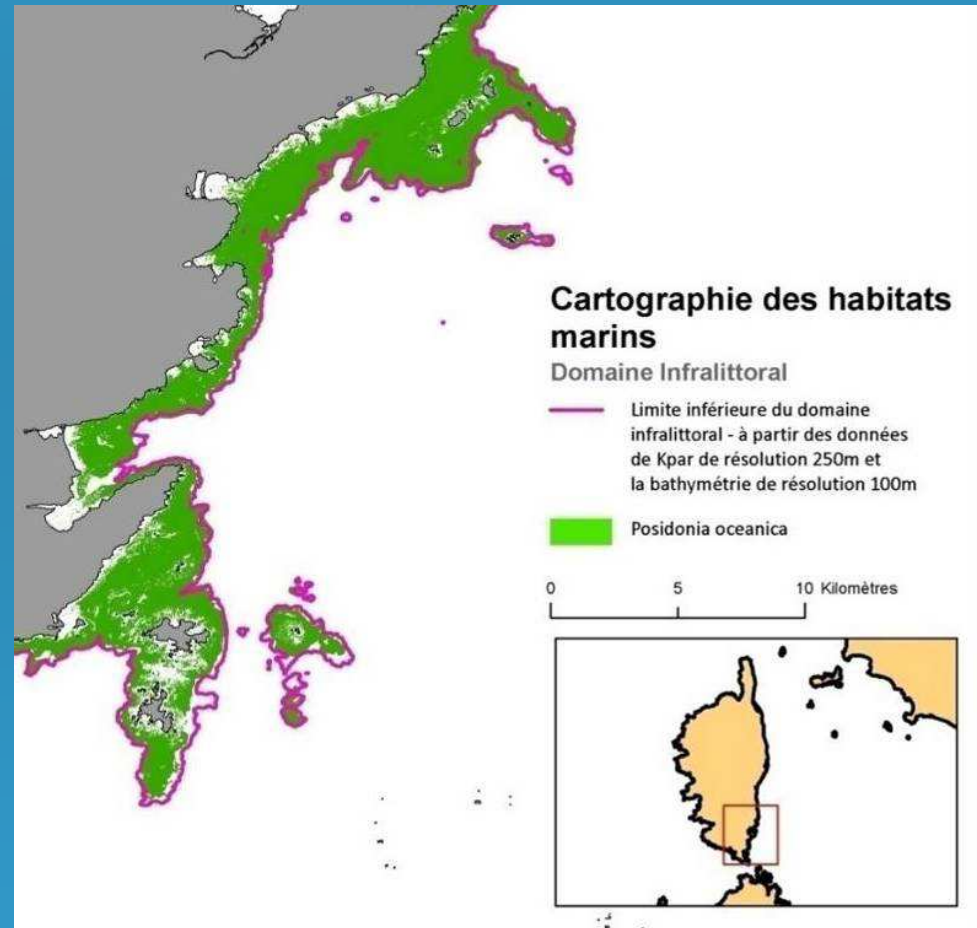 Cartographie des habitats
marins
Domaine Infralittoral
Limite inférieure du domaine
infralittoral - à partir des données
de Kpar de résolution 250m et
la bathymétrie de résolution 100m
Posidonia oceanica
0 5 10 Kilomètres